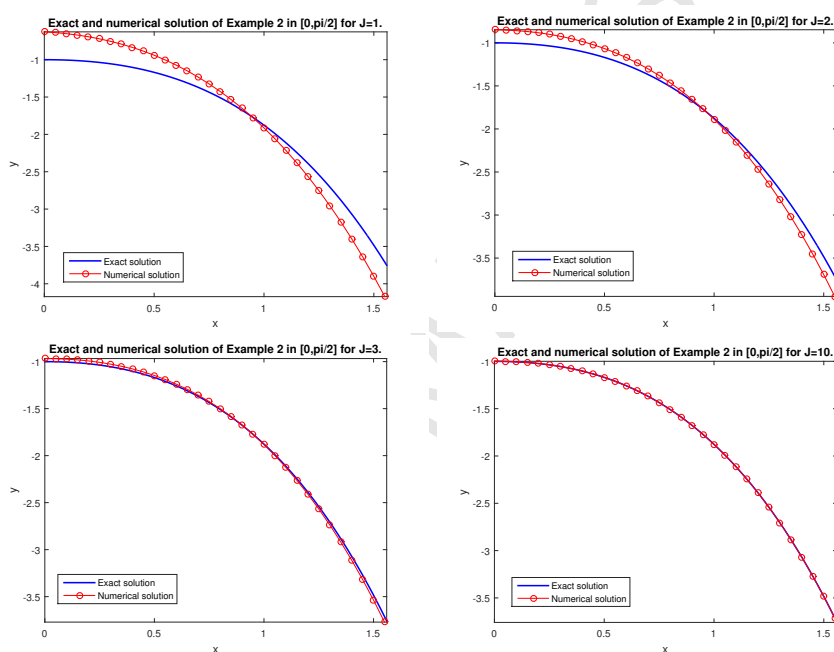 Exact and numerical solution of Example 2 in [0,pi/2] for J=1.
-1
-1.5
-2
-2.5
-3
-3.5
-4
y
Exact solution
Numerical solution
0
0.5
1
1.5
x
Exact and numerical solution of Example 2 in [0,pi/2] for J=2.
-1
-1.5
-2
-2.5
-3
-3.5
y
Exact solution
Numerical solution
0
0.5
1
1.5
x
Exact and numerical solution of Example 2 in [0,pi/2] for J=3.
-1
-1.5
-2
-2.5
-3
-3.5
y
Exact solution
Numerical solution
0
0.5
1
1.5
x
Exact and numerical solution of Example 2 in [0,pi/2] for J=10.
-1
-1.5
-2
-2.5
-3
-3.5
y
Exact solution
Numerical solution
0
0.5
1
1.5
x